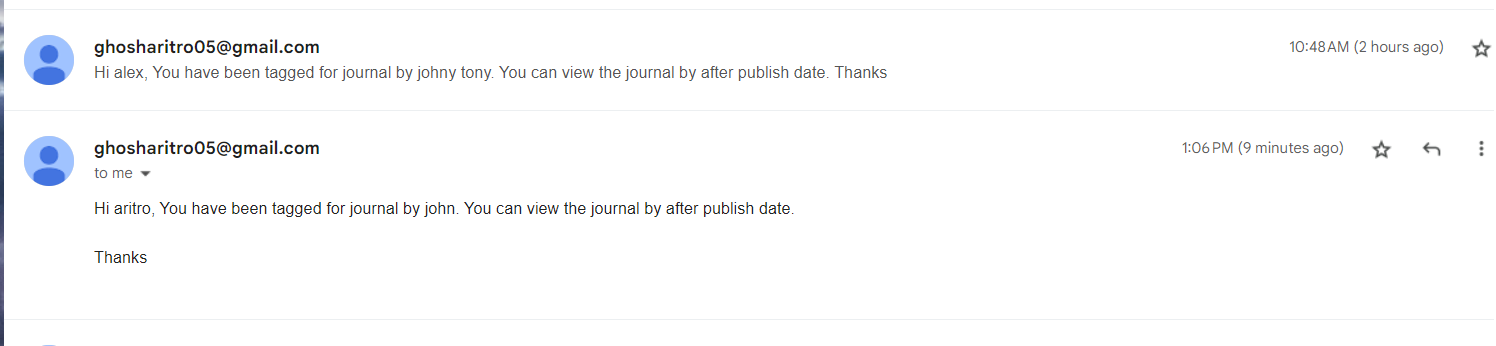 ghosharitro05@gmail.com 10:48 AM (2 hours ago)
Hi alex, You have been tagged for journal by johny tony. You can view the journal by after publish date. Thanks
ghosharitro05@gmail.com 1:06 PM (9 minutes ago)
to me
Hi aritro, You have been tagged for journal by john. You can view the journal by after publish date.
Thanks